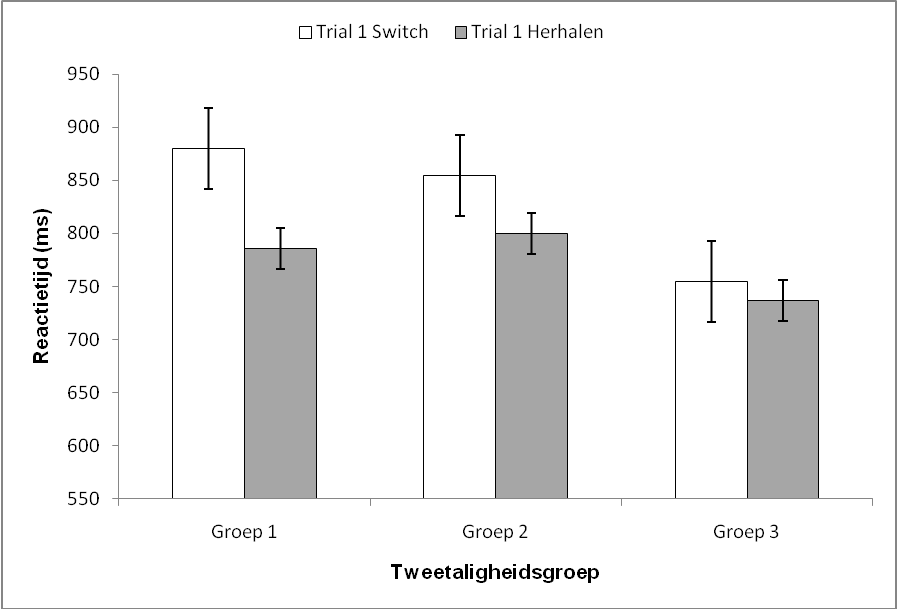 Trial 1 Switch Trial 1 Herhalen
950
900
850
800
750
700
650
600
550
Reactietijd (ms)
Groep 1 Groep 2 Groep 3
Tweetaligheidsgroep